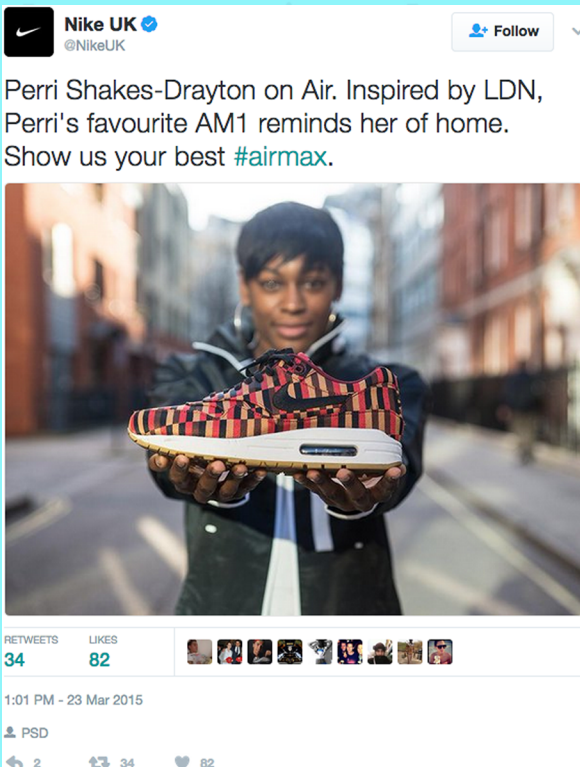 Nike UK
@NikeUK
Follow
Perri Shakes-Drayton on Air. Inspired by LDN,
Perri's favourite AM1 reminds her of home.
Show us your best #airmax.
RETWEETS
34
LIKES
82
1:01 PM - 23 Mar 2015
PSD
2
34
82